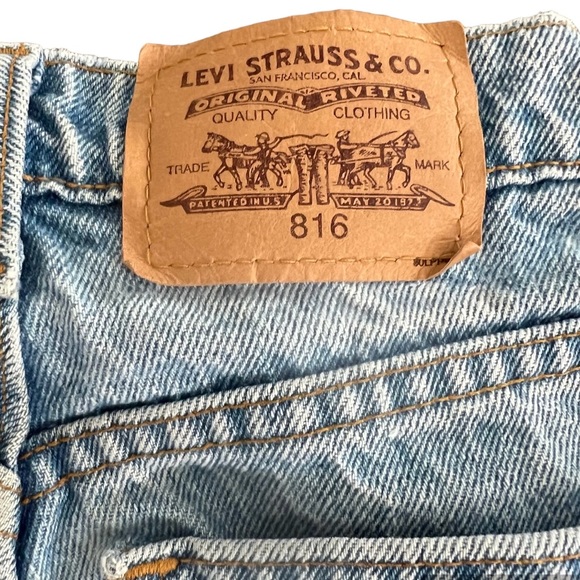 LEVI STRAUSS & CO.
SAN FRANCISCO, CAL.
ORIGINAL RIVETED
QUALITY CLOTHING
TRADE MARK
PATENTED IN U.S MAY 20 1873
816